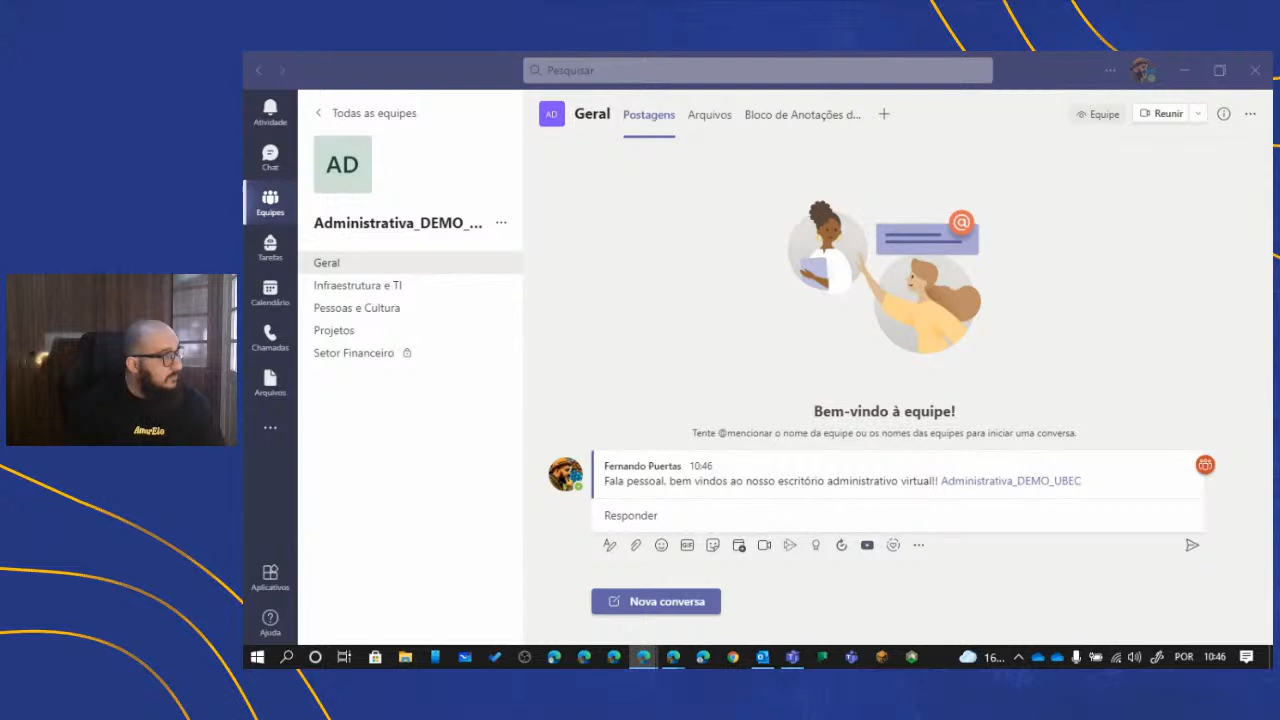 Pesquisar
Atividade
Chat
Equipes
Tarefas
Calendário
Chamadas
Arquivos
Aplicativos
Ajuda
Todas as equipes
AD
Administrativa_DEMO_...
Geral
Infraestrutura e TI
Pessoas e Cultura
Projetos
Setor Financeiro
AD Geral Postagens Arquivos Bloco de Anotações d... Equipe Reunir
Bem-vindo à equipe!
Tente @mencionar o nome da equipe ou os nomes das equipes para iniciar uma conversa.
Fernando Puertas 10:46
Fala pessoal, bem vindos ao nosso escritório administrativo virtual!! Administrativa_DEMO_UBEC
Responder
GIF
Nova conversa
AmarElo
16... POR 10:46